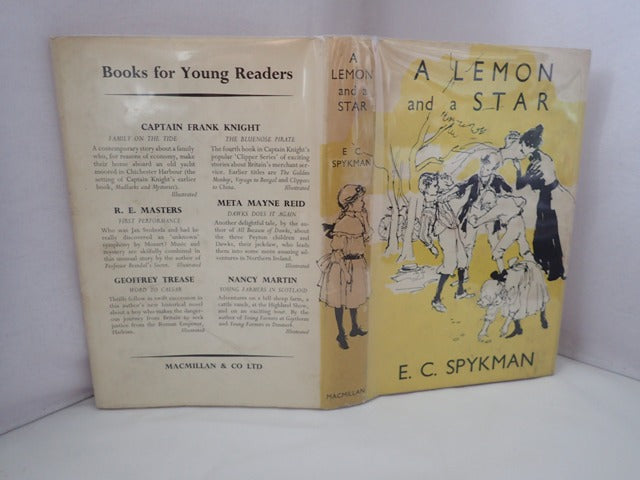 Books for Young Readers
CAPTAIN FRANK KNIGHT
FAMILY ON THE TIDE
A contemporary story about a family
who, for reasons of economy, make
their home aboard an old yacht
moored in Chichester Harbour (the
setting of Captain Knight's earlier
book, Mudlarks and Mysteries).
Illustrated
THE BLUENOSE PIRATE
The fourth book in Captain Knight's
popular 'Clipper Series' of exciting
stories about Britain's merchant ser-
vice. Earlier titles are The Golden
Monkey, Voyage to Bengal and Clippers
to China.
Illustrated
R. E. MASTERS
FIRST PERFORMANCE
Who was Jan Svoboda and had he
really discovered an 'unknown'
symphony by Mozart? Music and
mystery are skilfully combined in
this unusual story by the author of
Illustrated
META MAYNE REID
DAWKS DOES IT AGAIN
Another delightful tale, by the au-
thor of All Because of Dawks, about
the three Peyton children and
Dawks, their jackdaw, who leads
them into some more amusing ad-
ventures in Northern Ireland.
Illustrated
GEOFFREY TREASE
WORD TO CAESAR
Thrills follow in swift succession in
this author's new historical novel
about a boy who makes the danger-
ous journey from Britain to seek
justice from the Roman Emperor,
Hadrian.
Illustrated
NANCY MARTIN
YOUNG FARMERS IN SCOTLAND
Adventures on a hill sheep farm, a
cattle ranch, at the Highland Show,
and on an exciting tour. By the
author of Young Farmers at Gaythorne
and Young Farmers in Denmark.
Illustrated
MACMILLAN & CO LTD
A
LEMON
and a
STAR
E. C.
SPYKMAN
MACMILLAN
A LEMON
and a STAR
E. C. SPYKMAN